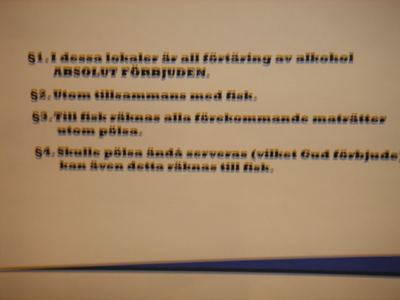 §1. I dessa lokaler är all förtäring av alkohol
ABSOLUT FÖRBJUDEN.
§2. Utom tillsammans med fisk.
§3. Till fisk räknas alla förekommande maträtter
utom pölsa.
§4. Skulle pölsa ändå serveras (vilket Gud förbjude)
kan även detta räknas till fisk.